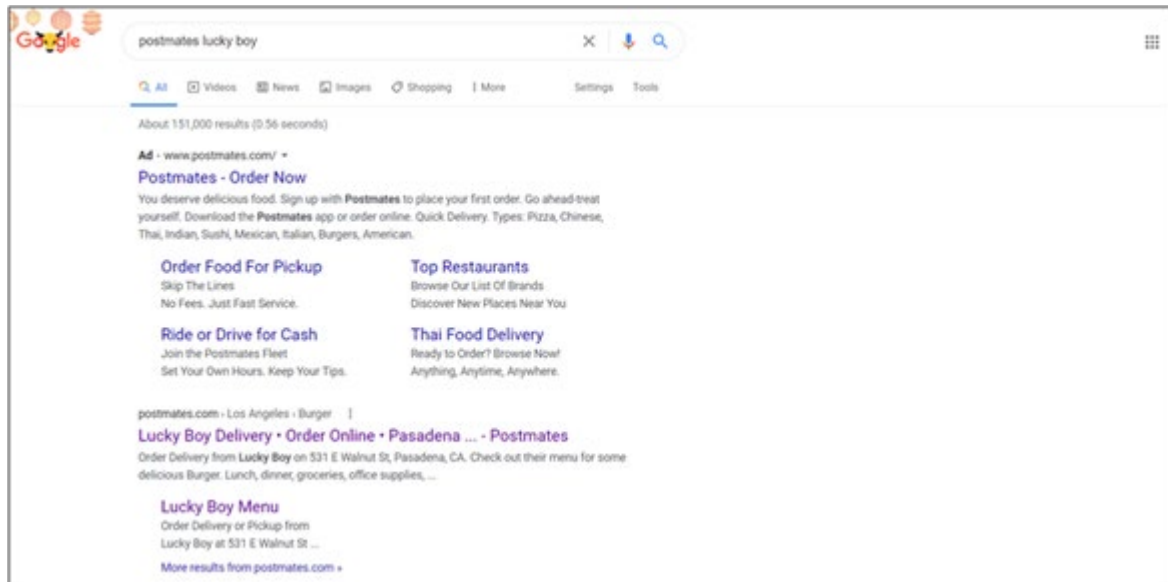 Google
postmates lucky boy
All Videos News Images Shopping More Settings Tools
About 151,000 results (0.56 seconds)
Ad · www.postmates.com/
Postmates - Order Now
You deserve delicious food. Sign up with Postmates to place your first order. Go ahead-treat
yourself. Download the Postmates app or order online. Quick Delivery. Types: Pizza, Chinese,
Thai, Indian, Sushi, Mexican, Italian, Burgers, American.
Order Food For Pickup
Skip The Lines
No Fees. Just Fast Service.
Top Restaurants
Browse Our List Of Brands
Discover New Places Near You
Ride or Drive for Cash
Join the Postmates Fleet
Set Your Own Hours. Keep Your Tips.
Thai Food Delivery
Ready to Order? Browse Now!
Anything, Anytime, Anywhere.
postmates.com › Los Angeles › Burger
Lucky Boy Delivery • Order Online • Pasadena ... - Postmates
Order Delivery from Lucky Boy on 531 E Walnut St, Pasadena, CA. Check out their menu for some
delicious Burger. Lunch, dinner, groceries, office supplies, ...
Lucky Boy Menu
Order Delivery or Pickup from
Lucky Boy at 531 E Walnut St ...
More results from postmates.com »